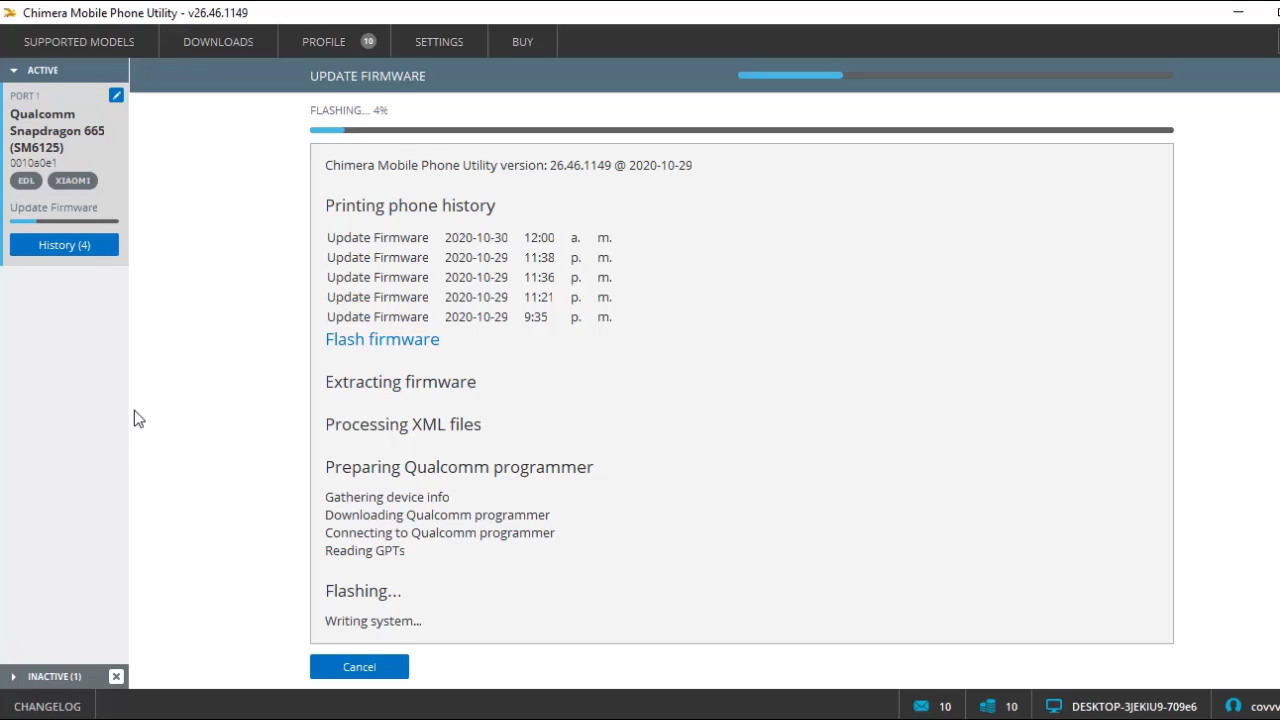 Chimera Mobile Phone Utility - v26.46.1149
SUPPORTED MODELS DOWNLOADS PROFILE 10 SETTINGS BUY
ACTIVE
UPDATE FIRMWARE
PORT 1
Qualcomm
Snapdragon 665
(SM6125)
0010a0e1
EDL XIAOMI
Update Firmware
History (4)
FLASHING... 4%
Chimera Mobile Phone Utility version: 26.46.1149 @ 2020-10-29
Printing phone history
Update Firmware 2020-10-30 12:00 a. m.
Update Firmware 2020-10-29 11:38 p. m.
Update Firmware 2020-10-29 11:36 p. m.
Update Firmware 2020-10-29 11:21 p. m.
Update Firmware 2020-10-29 9:35 p. m.
Flash firmware
Extracting firmware
Processing XML files
Preparing Qualcomm programmer
Gathering device info
Downloading Qualcomm programmer
Connecting to Qualcomm programmer
Reading GPTs
Flashing...
Writing system...
Cancel
INACTIVE (1)
CHANGELOG 10 10 DESKTOP-3JEKIU9-709e6 covvv